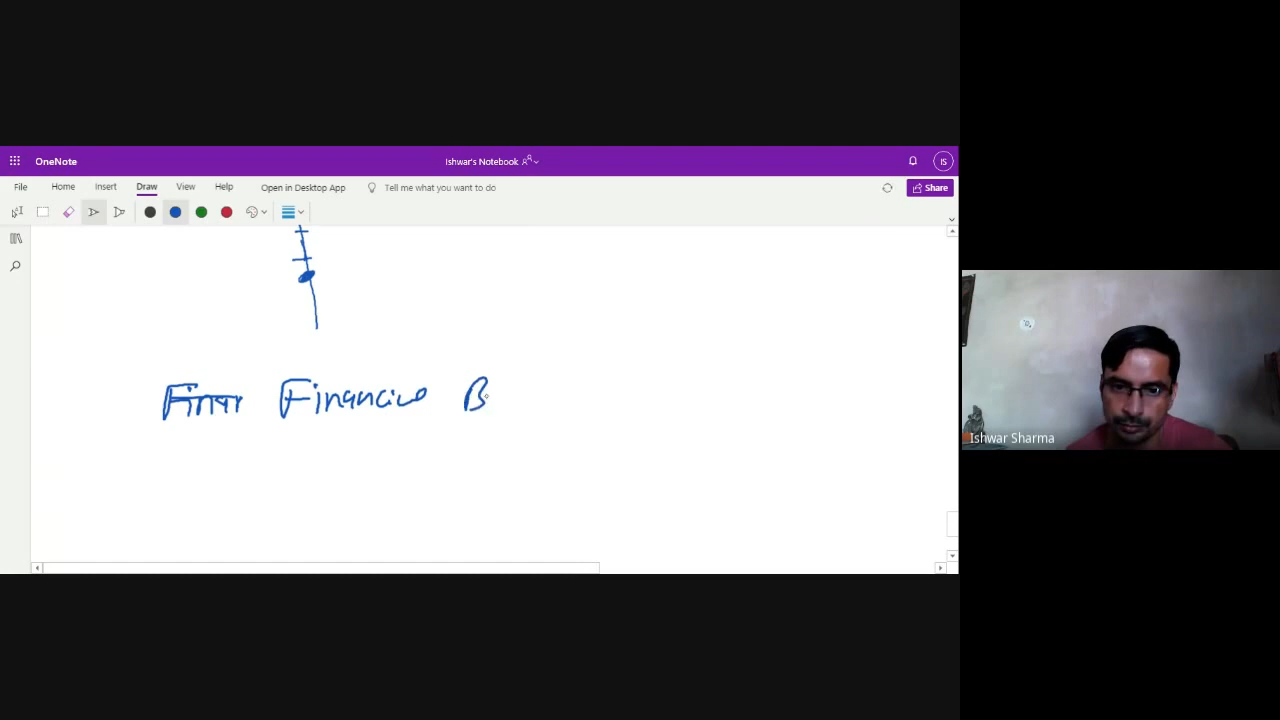 OneNote
Ishwar's Notebook
IS
File Home Insert Draw View Help Open in Desktop App Tell me what you want to do
Share
Financial B
Ishwar Sharma